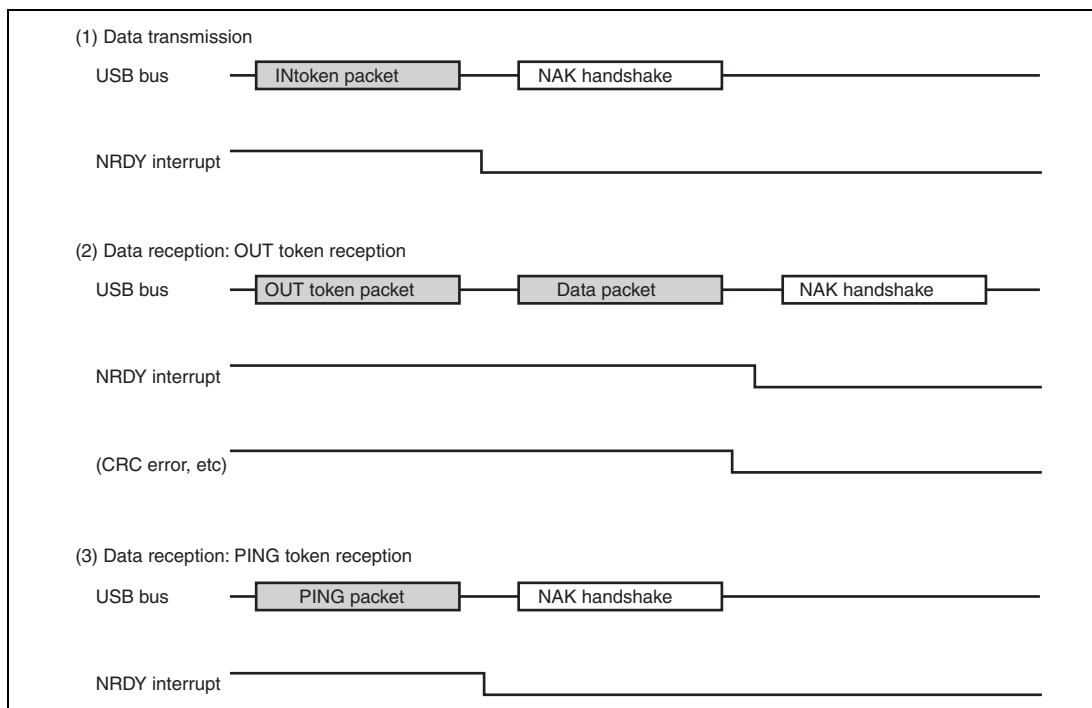 (1) Data transmission
USB bus INtoken packet NAK handshake
NRDY interrupt
(2) Data reception: OUT token reception
USB bus OUT token packet Data packet NAK handshake
NRDY interrupt
(CRC error, etc)
(3) Data reception: PING token reception
USB bus PING packet NAK handshake
NRDY interrupt